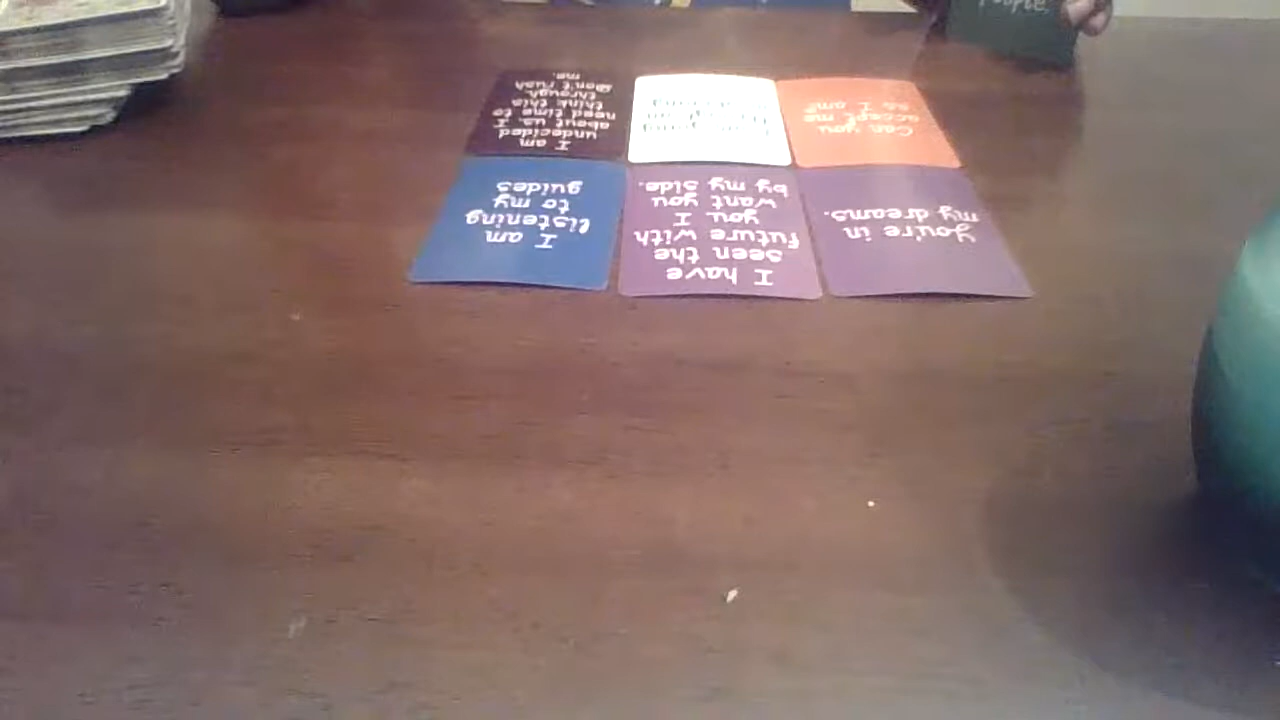 You're in
my dreams.
I have
seen the
future with
you I
want you
by my side.
I am
listening
to my
guides
Can you
accept me
as I am?
I am
undecided
about us. I
need time to
think this
through.
Don't rush
me.